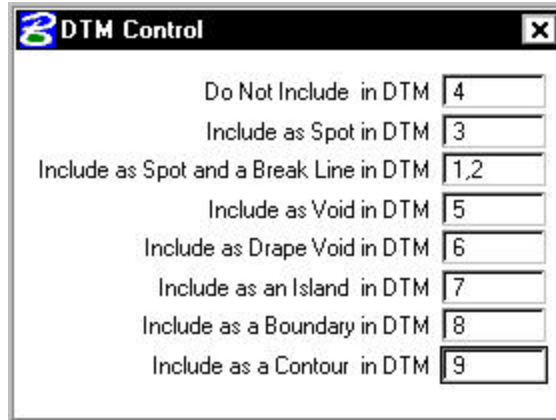 DTM Control
Do Not Include in DTM 4
Include as Spot in DTM 3
Include as Spot and a Break Line in DTM 1,2
Include as Void in DTM 5
Include as Drape Void in DTM 6
Include as an Island in DTM 7
Include as a Boundary in DTM 8
Include as a Contour in DTM 9